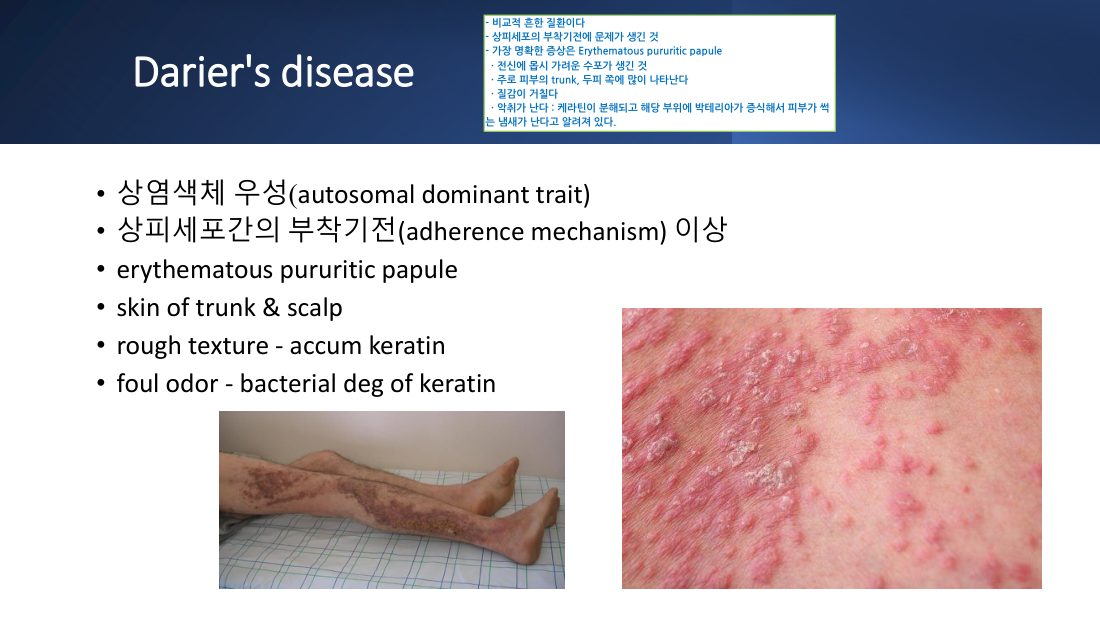 Darier's disease
- 비교적 흔한 질환이다
- 상피세포의 부착기전에 문제가 생긴 것
- 가장 명확한 증상은 Erythematous pururitic papule
· 전신에 몹시 가려운 수포가 생긴 것
· 주로 피부의 trunk, 두피 쪽에 많이 나타난다
· 질감이 거칠다
· 악취가 난다 : 케라틴이 분해되고 해당 부위에 박테리아가 증식해서 피부가 썩
는 냄새가 난다고 알려져 있다.
• 상염색체 우성(autosomal dominant trait)
• 상피세포간의 부착기전(adherence mechanism) 이상
• erythematous pururitic papule
• skin of trunk & scalp
• rough texture - accum keratin
• foul odor - bacterial deg of keratin